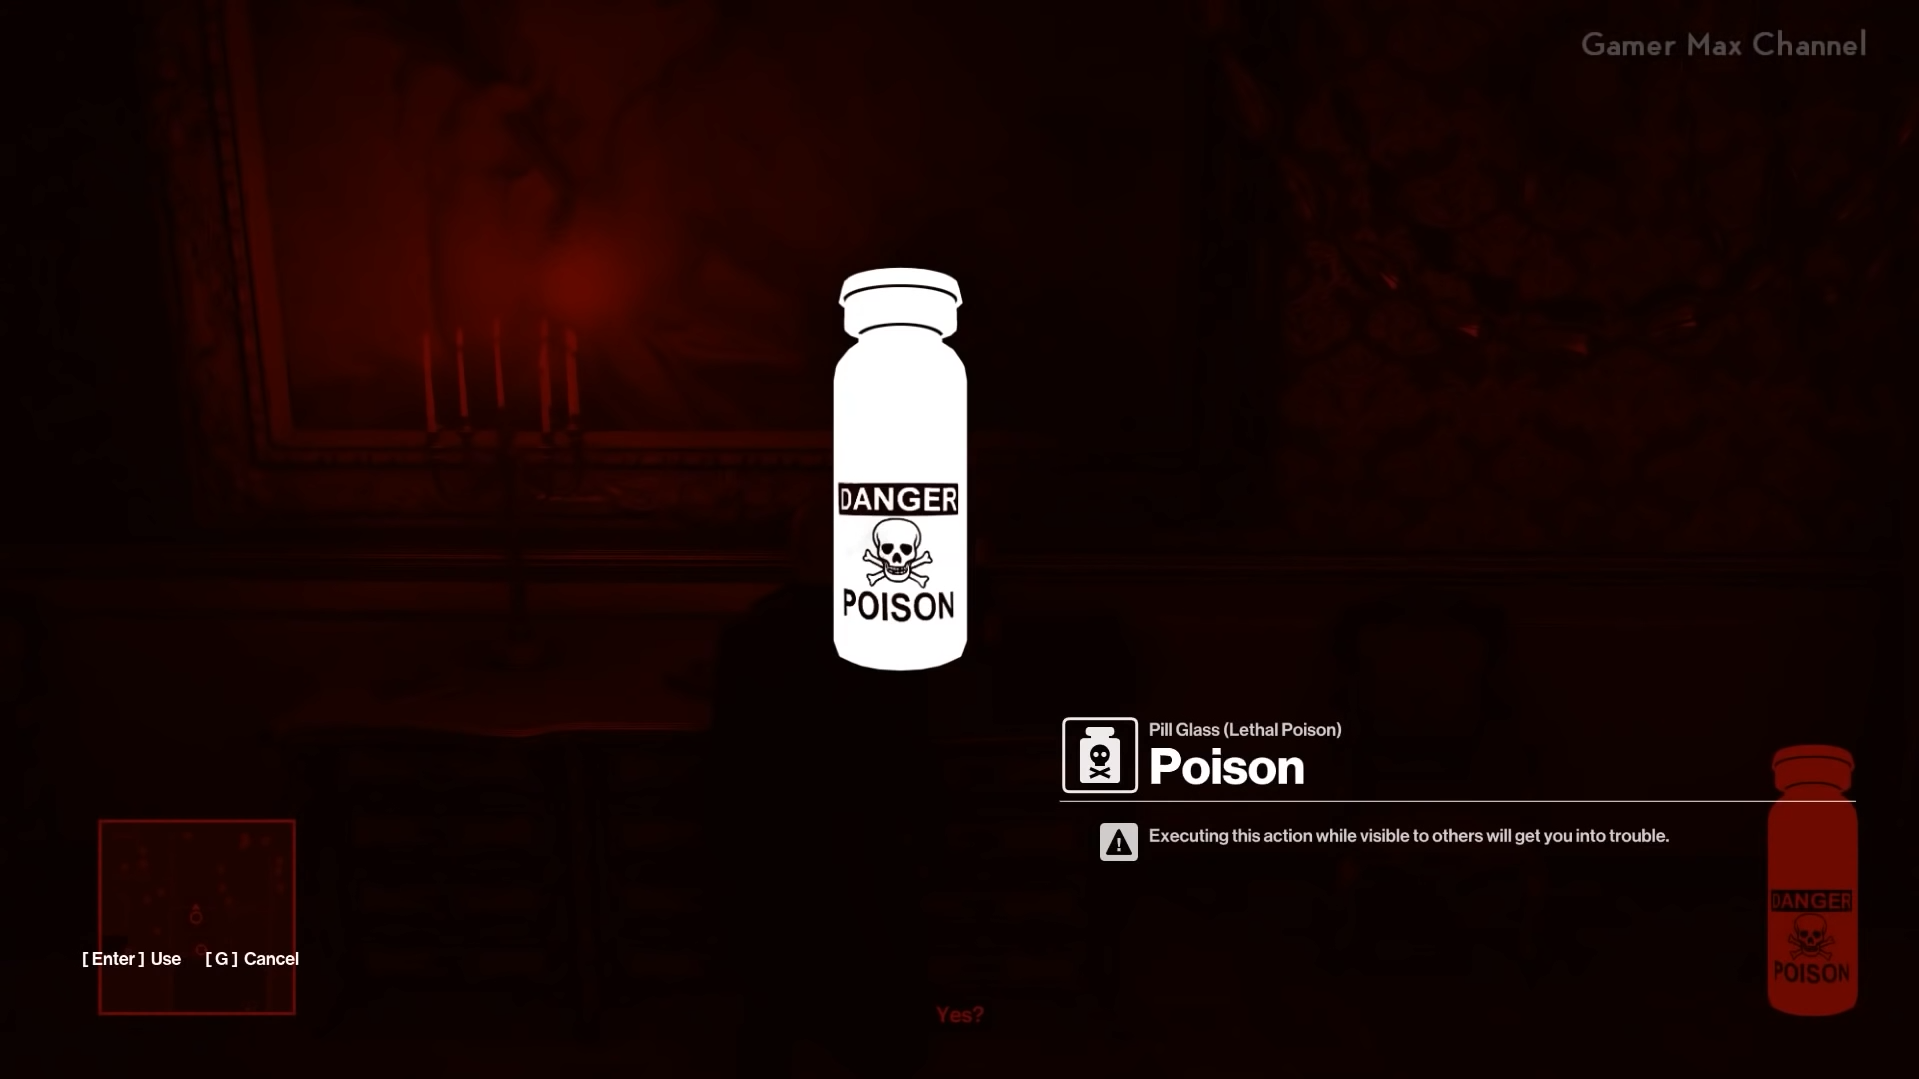 Gamer Max Channel
DANGER
POISON
Pill Glass (Lethal Poison)
Poison
Executing this action while visible to others will get you into trouble.
DANGER
POISON
[ Enter ] Use [ G ] Cancel
Yes?